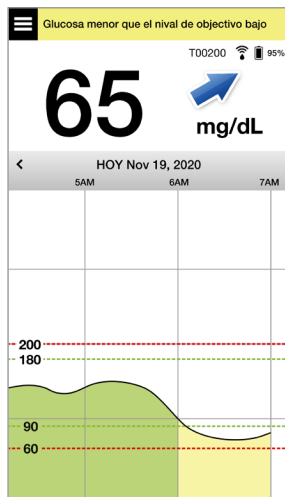 Glucosa menor que el nival de objectivo bajo
T00200 95%
65
mg/dL
< HOY Nov 19, 2020
5AM 6AM 7AM
200
180
90
60